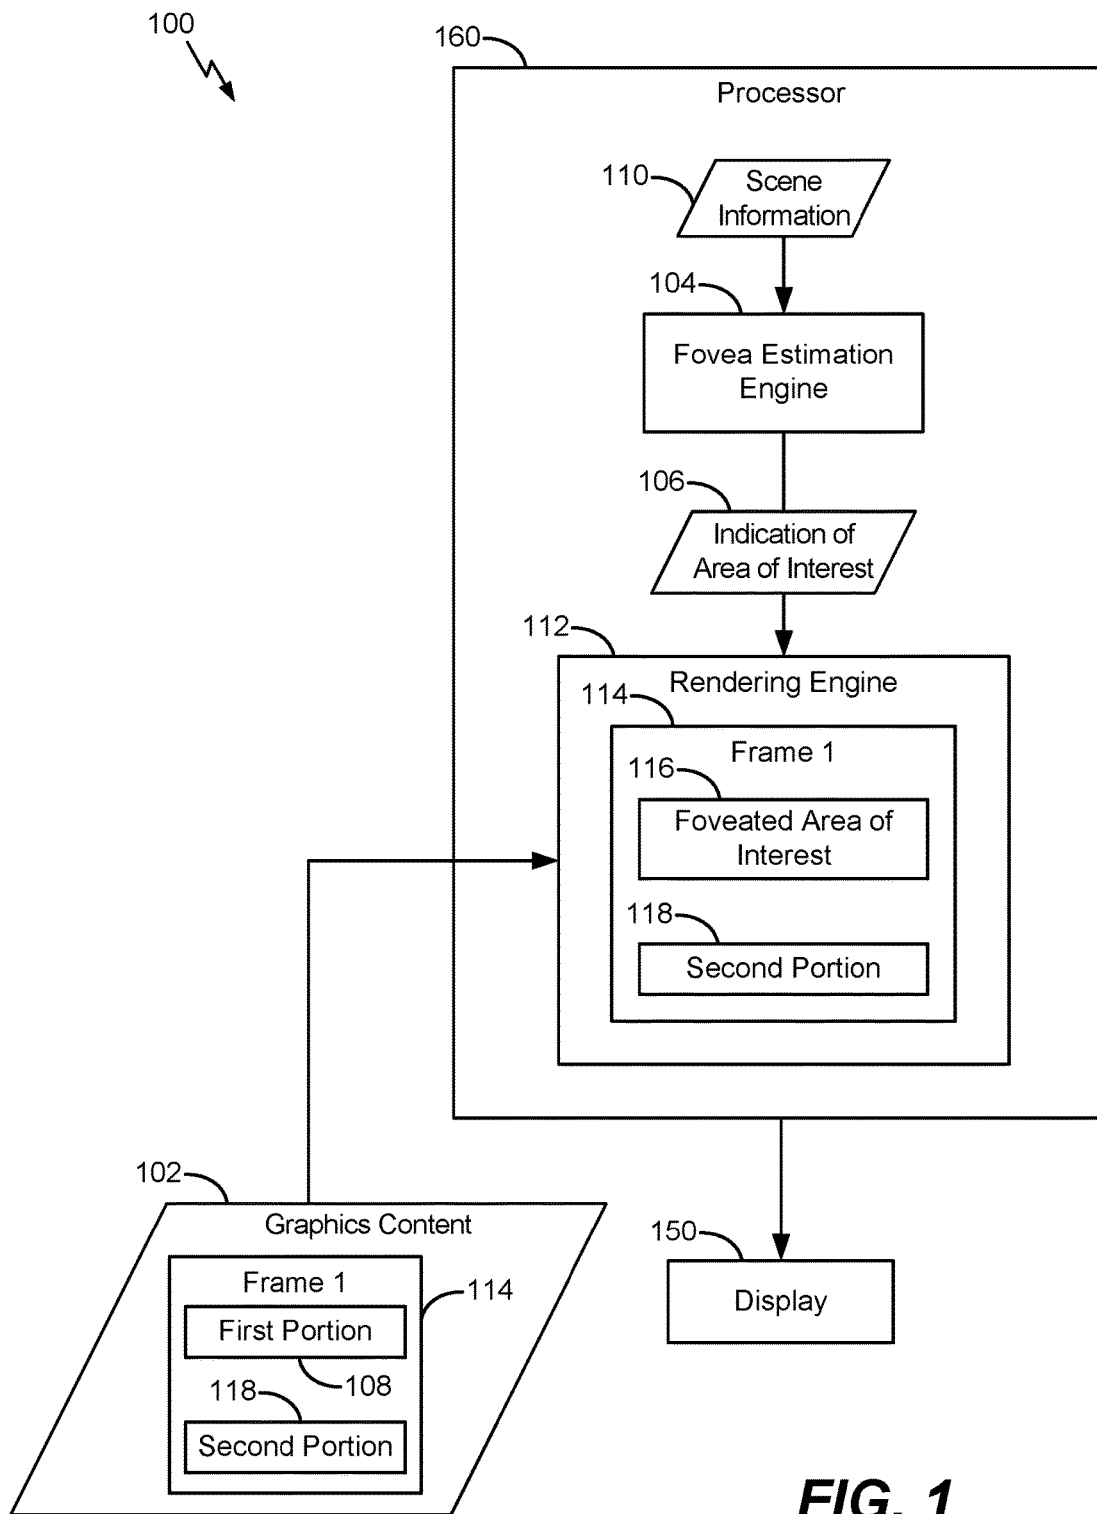 100
160
Processor
110
Scene
Information
104
Fovea Estimation
Engine
106
Indication of
Area of Interest
112
Rendering Engine
114
Frame 1
116
Foveated Area of
Interest
118
Second Portion
102
Graphics Content
Frame 1
114
First Portion
108
118
Second Portion
150
Display
FIG. 1